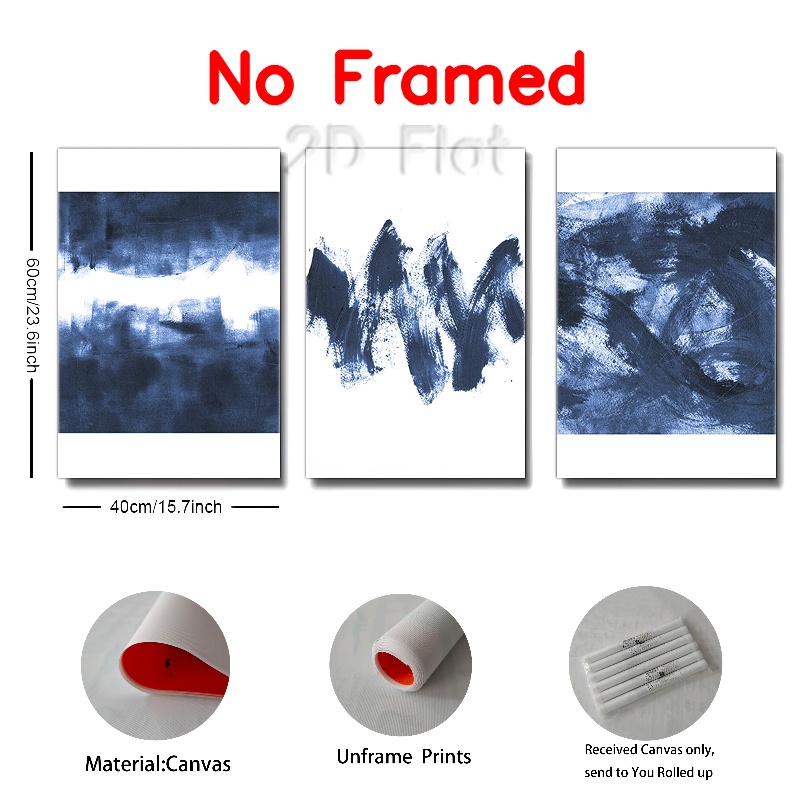 No Framed
2D Flat
60cm/23.6inch
40cm/15.7inch
Material:Canvas
Unframe Prints
Received Canvas only,
send to You Rolled up